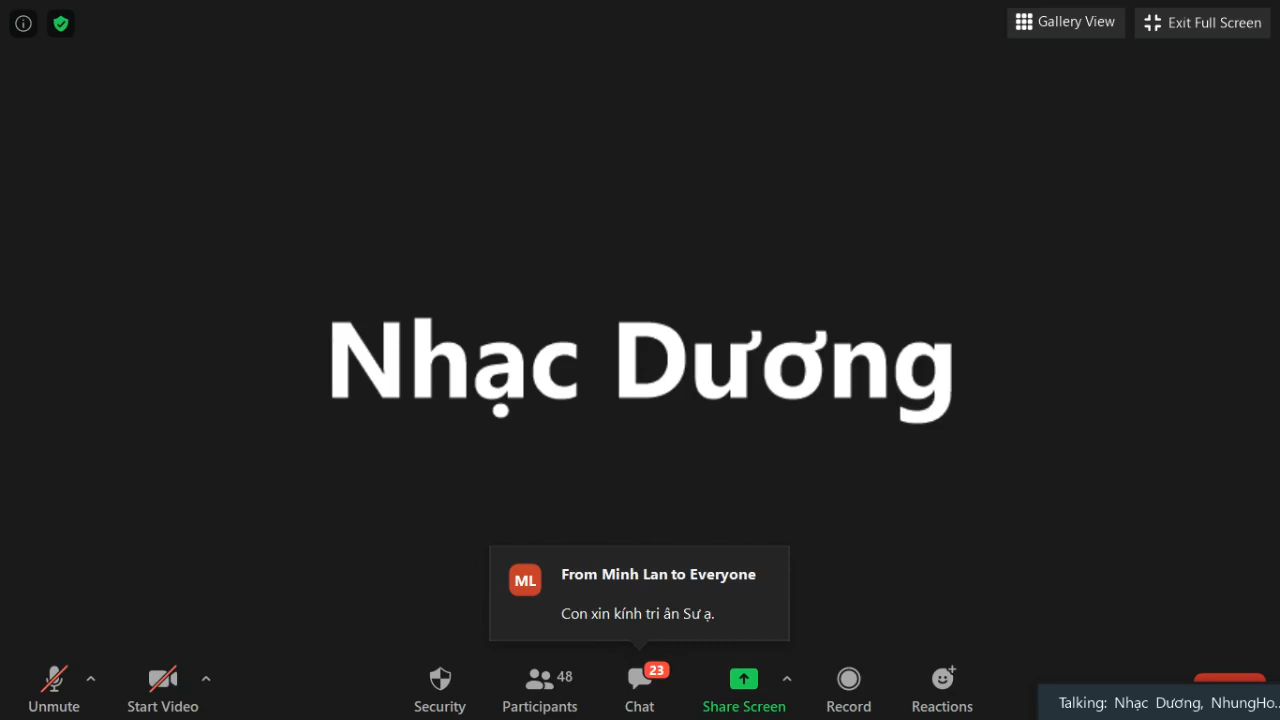 Gallery View
Exit Full Screen
Nhạc Dương
ML
From Minh Lan to Everyone
Con xin kính tri ân Sư ạ.
Unmute
Start Video
Security
48
Participants
23
Chat
Share Screen
Record
Reactions
Talking: Nhạc Dương, NhungHo..